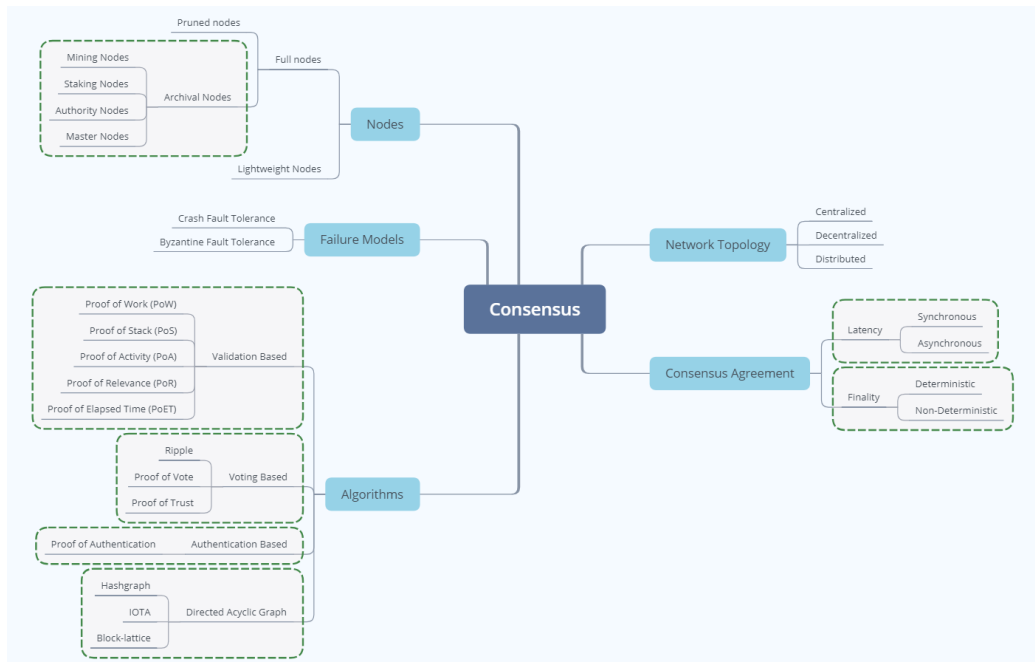 Pruned nodes
Full nodes
Mining Nodes
Staking Nodes
Authority Nodes
Master Nodes
Archival Nodes
Nodes
Lightweight Nodes
Crash Fault Tolerance
Byzantine Fault Tolerance
Failure Models
Proof of Work (PoW)
Proof of Stack (PoS)
Proof of Activity (PoA)
Proof of Relevance (PoR)
Proof of Elapsed Time (PoET)
Validation Based
Ripple
Proof of Vote
Proof of Trust
Voting Based
Algorithms
Proof of Authentication
Authentication Based
Hashgraph
IOTA
Block-lattice
Directed Acyclic Graph
Consensus
Network Topology
Centralized
Decentralized
Distributed
Consensus Agreement
Latency
Synchronous
Asynchronous
Finality
Deterministic
Non-Deterministic